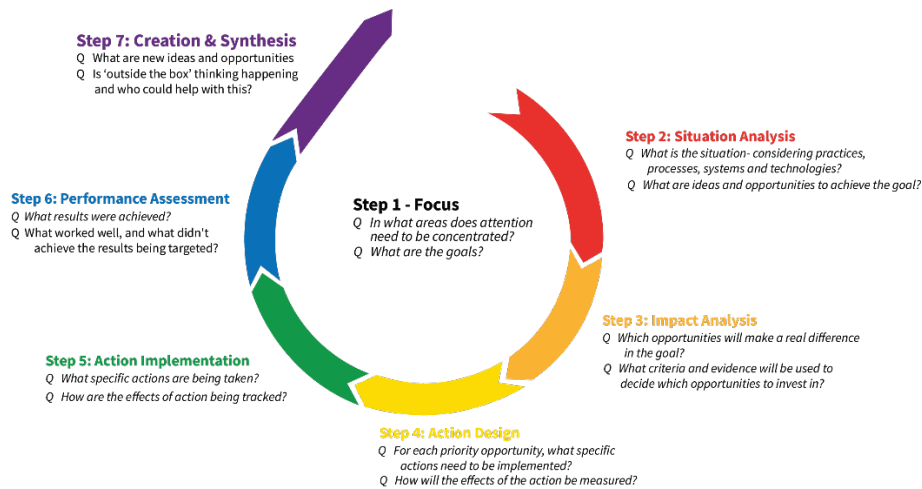 Step 7: Creation & Synthesis
Q What are new ideas and opportunities
Q Is ‘outside the box’ thinking happening
and who could help with this?
Step 2: Situation Analysis
Q What is the situation- considering practices,
processes, systems and technologies?
Q What are ideas and opportunities to achieve the goal?
Step 6: Performance Assessment
Q What results were achieved?
Q What worked well, and what didn't
achieve the results being targeted?
Step 1 - Focus
Q In what areas does attention
need to be concentrated?
Q What are the goals?
Step 3: Impact Analysis
Q Which opportunities will make a real difference
in the goal?
Q What criteria and evidence will be used to
decide which opportunities to invest in?
Step 5: Action Implementation
Q What specific actions are being taken?
Q How are the effects of action being tracked?
Step 4: Action Design
Q For each priority opportunity, what specific
actions need to be implemented?
Q How will the effects of the action be measured?